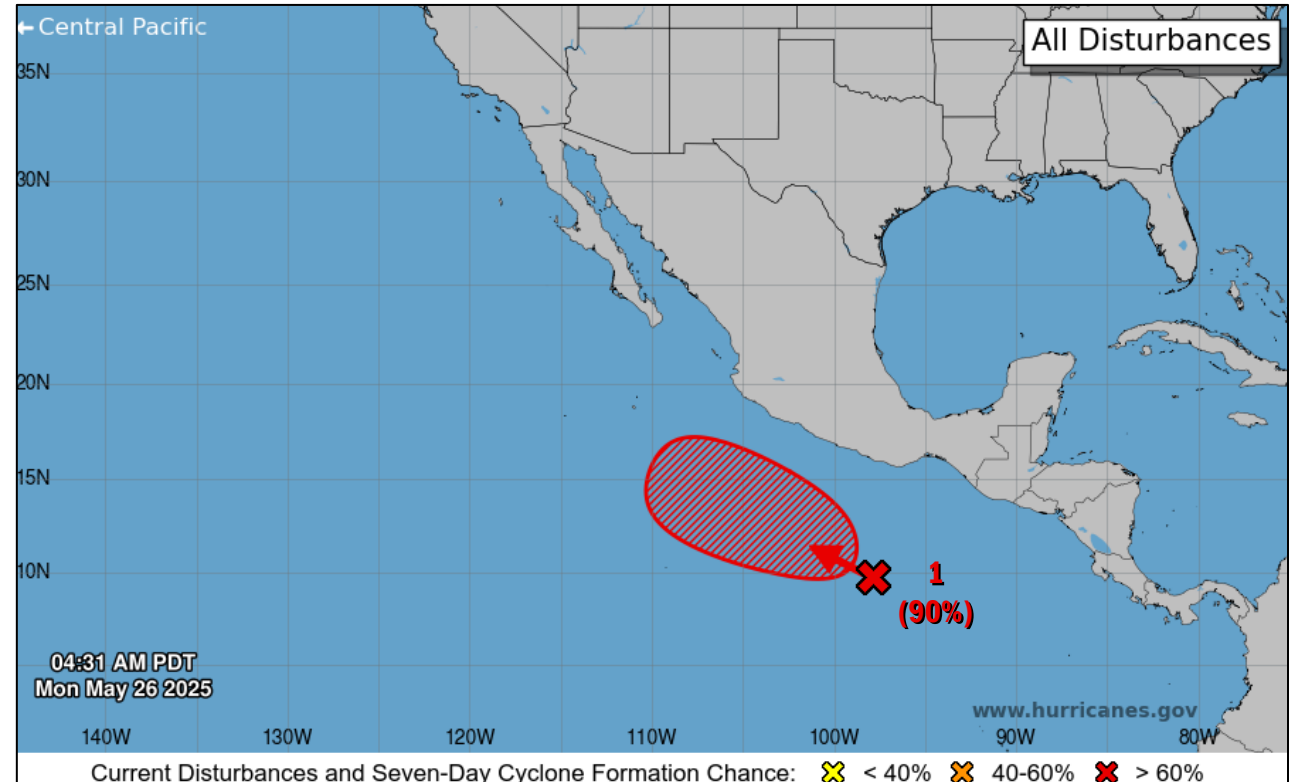 ← Central Pacific
All Disturbances
35N
30N
25N
20N
15N
10N
1
(90%)
04:31 AM PDT
Mon May 26 2025
www.hurricanes.gov
140W 130W 120W 110W 100W 90W 80W
Current Disturbances and Seven-Day Cyclone Formation Chance: < 40% 40-60% > 60%